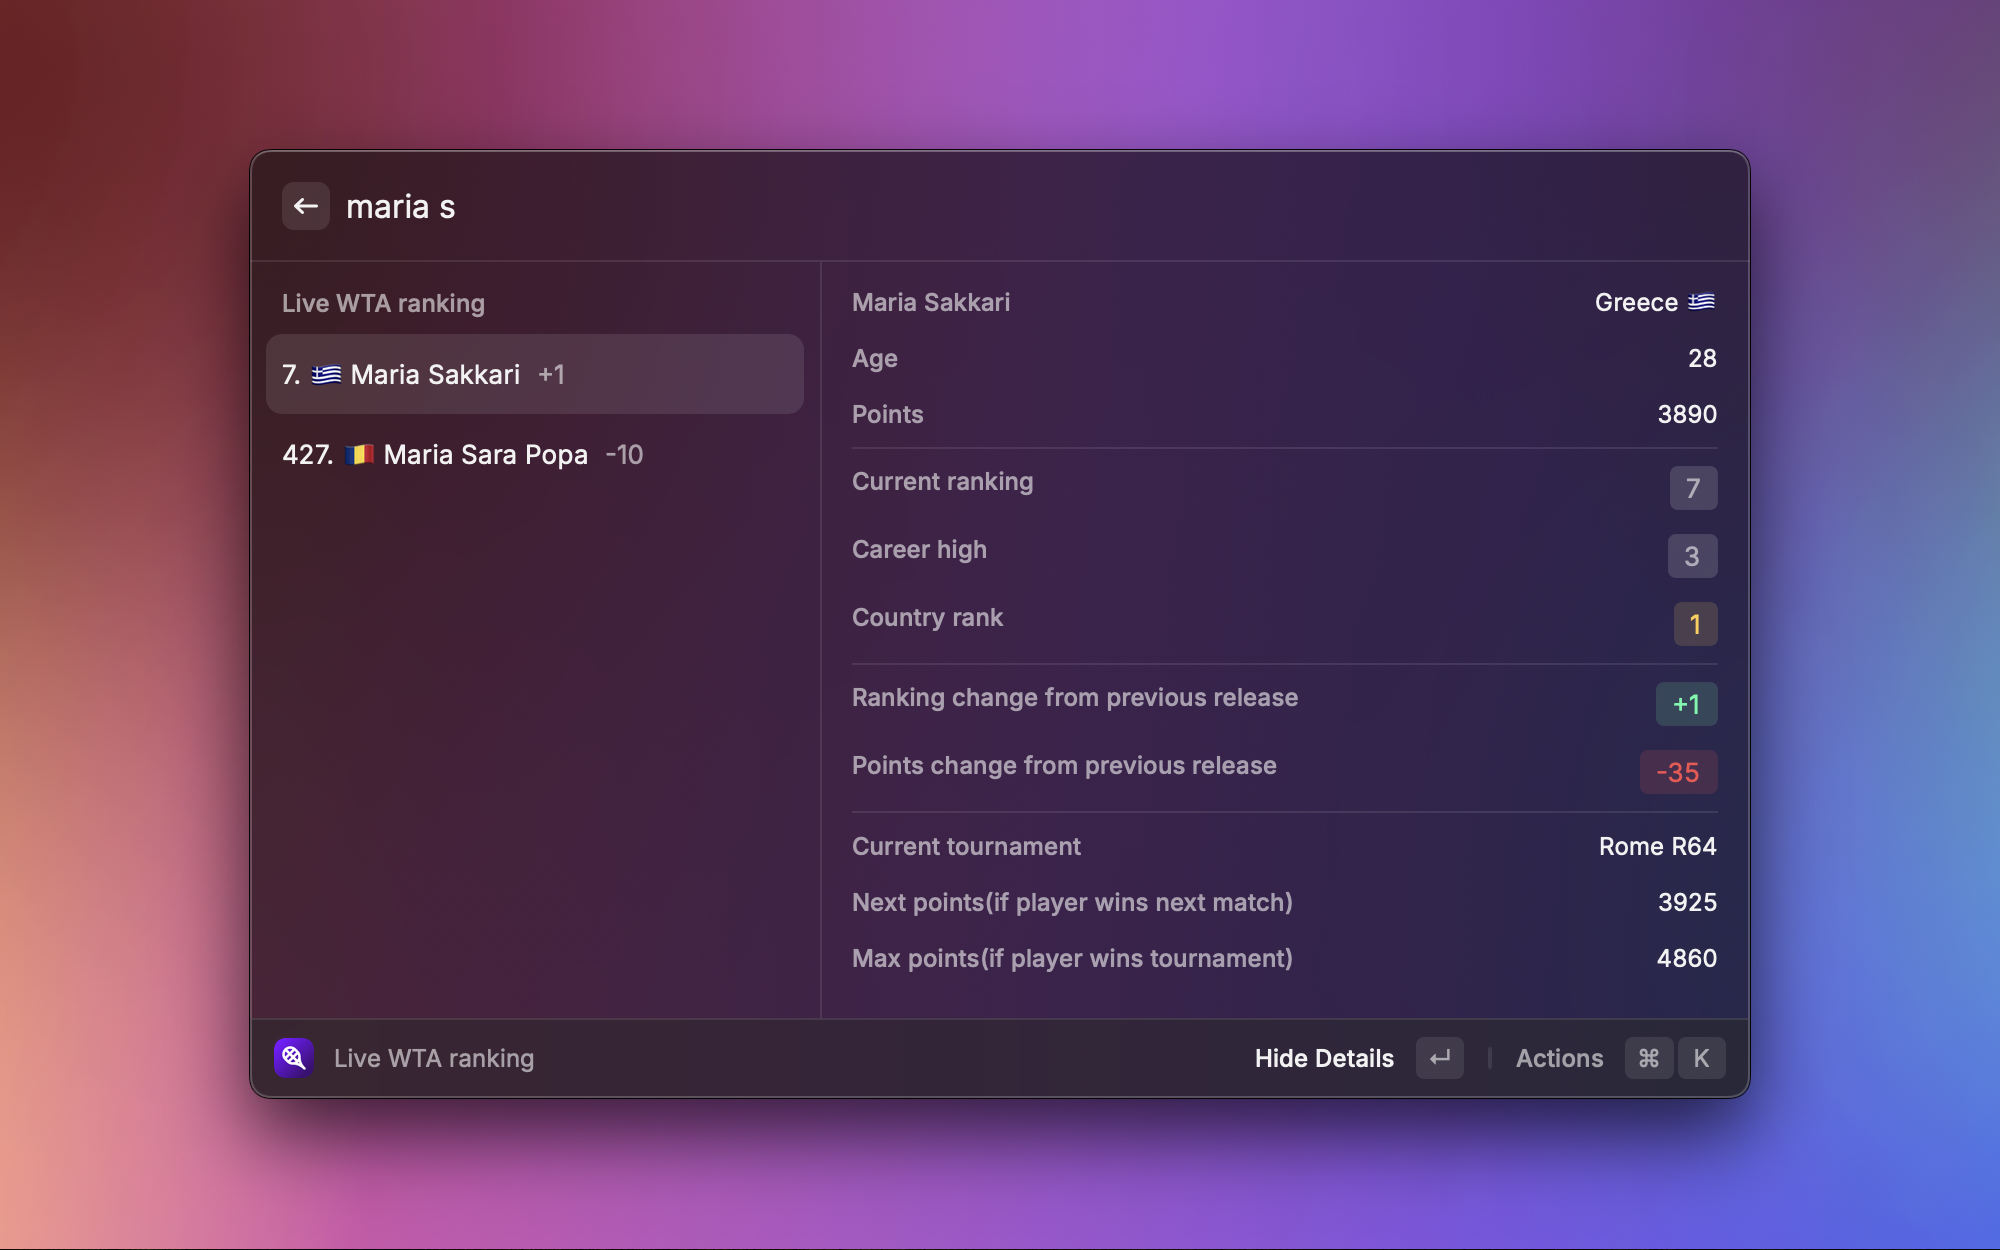 maria s
Live WTA ranking
7. 🇬🇷 Maria Sakkari +1
427. 🇷🇴 Maria Sara Popa -10
Maria Sakkari Greece 🇬🇷
Age 28
Points 3890
Current ranking 7
Career high 3
Country rank 1
Ranking change from previous release +1
Points change from previous release -35
Current tournament Rome R64
Next points(if player wins next match) 3925
Max points(if player wins tournament) 4860
Live WTA ranking Hide Details ↵ Actions ⌘ K